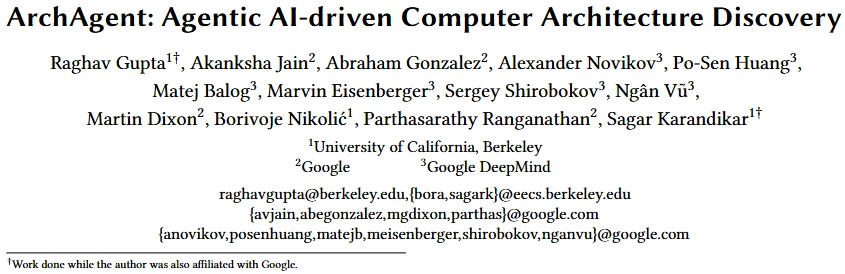 ArchAgent: Agentic AI-driven Computer Architecture Discovery
Raghav Gupta1†, Akanksha Jain2, Abraham Gonzalez2, Alexander Novikov3, Po-Sen Huang3,
Matej Balog3, Marvin Eisenberger3, Sergey Shirobokov3, Ngân Vũ3,
Martin Dixon2, Borivoje Nikolić1, Parthasarathy Ranganathan2, Sagar Karandikar1†
1University of California, Berkeley
2Google 3Google DeepMind
raghavgupta@berkeley.edu,{bora,sagark}@eecs.berkeley.edu
{avjain,abegonzalez,mgdixon,parthas}@google.com
{anovikov,posenhuang,matejb,meisenberger,shirobokov,nganvu}@google.com
†Work done while the author was also affiliated with Google.